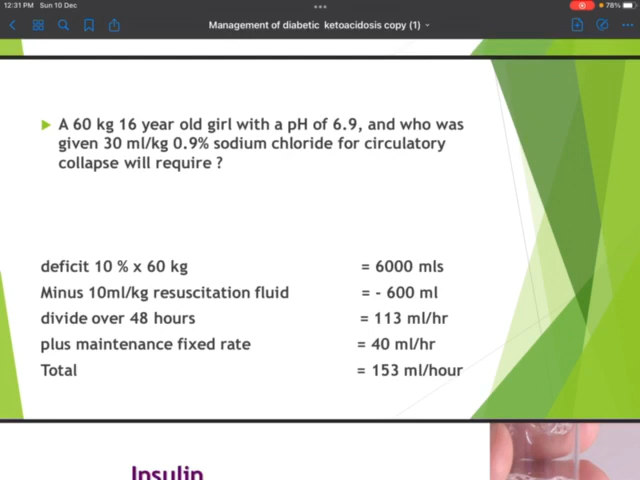 12:31 PM Sun 10 Dec
78%
Management of diabetic ketoacidosis copy (1)
A 60 kg 16 year old girl with a pH of 6.9, and who was
given 30 ml/kg 0.9% sodium chloride for circulatory
collapse will require ?
deficit 10 % x 60 kg = 6000 mls
Minus 10ml/kg resuscitation fluid = - 600 ml
divide over 48 hours = 113 ml/hr
plus maintenance fixed rate = 40 ml/hr
Total = 153 ml/hour
Insulin